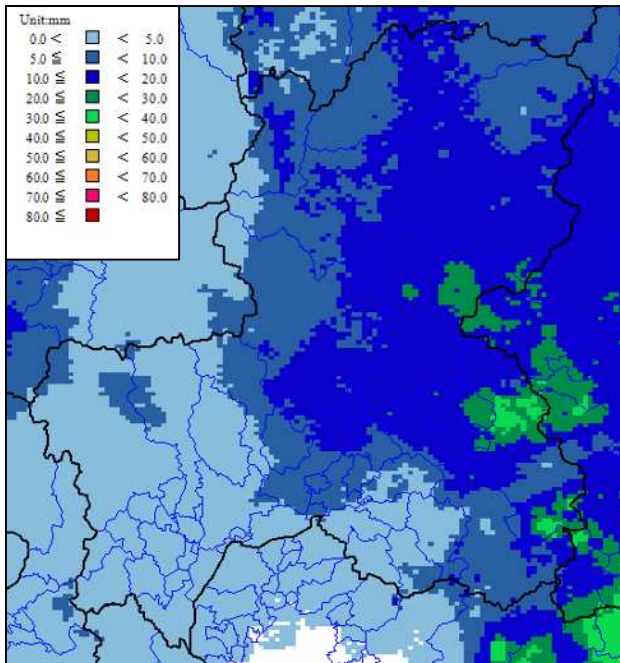 Unit:mm
0.0 < < 5.0
5.0 ≦ < 10.0
10.0 ≦ < 20.0
20.0 ≦ < 30.0
30.0 ≦ < 40.0
40.0 ≦ < 50.0
50.0 ≦ < 60.0
60.0 ≦ < 70.0
70.0 ≦ < 80.0
80.0 ≦